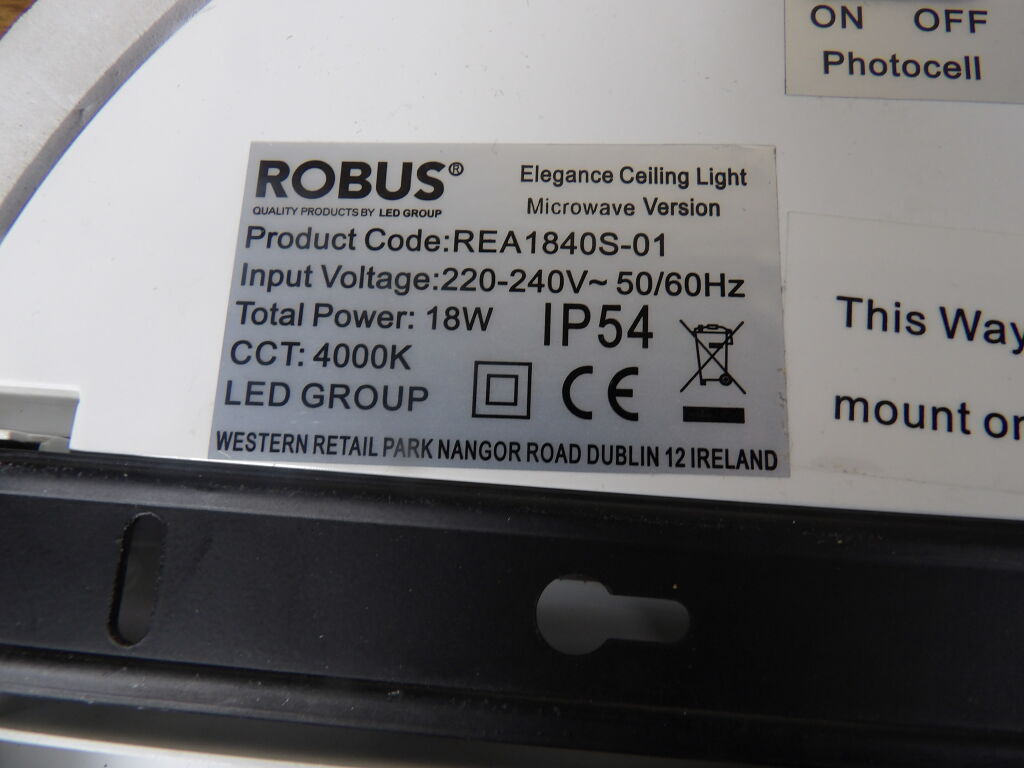 ON OFF
Photocell
ROBUS®
QUALITY PRODUCTS BY LED GROUP
Elegance Ceiling Light
Microwave Version
Product Code:REA1840S-01
Input Voltage:220-240V~ 50/60Hz
Total Power: 18W
IP54
CCT: 4000K
LED GROUP
CE
WESTERN RETAIL PARK NANGOR ROAD DUBLIN 12 IRELAND
This Way
mount on